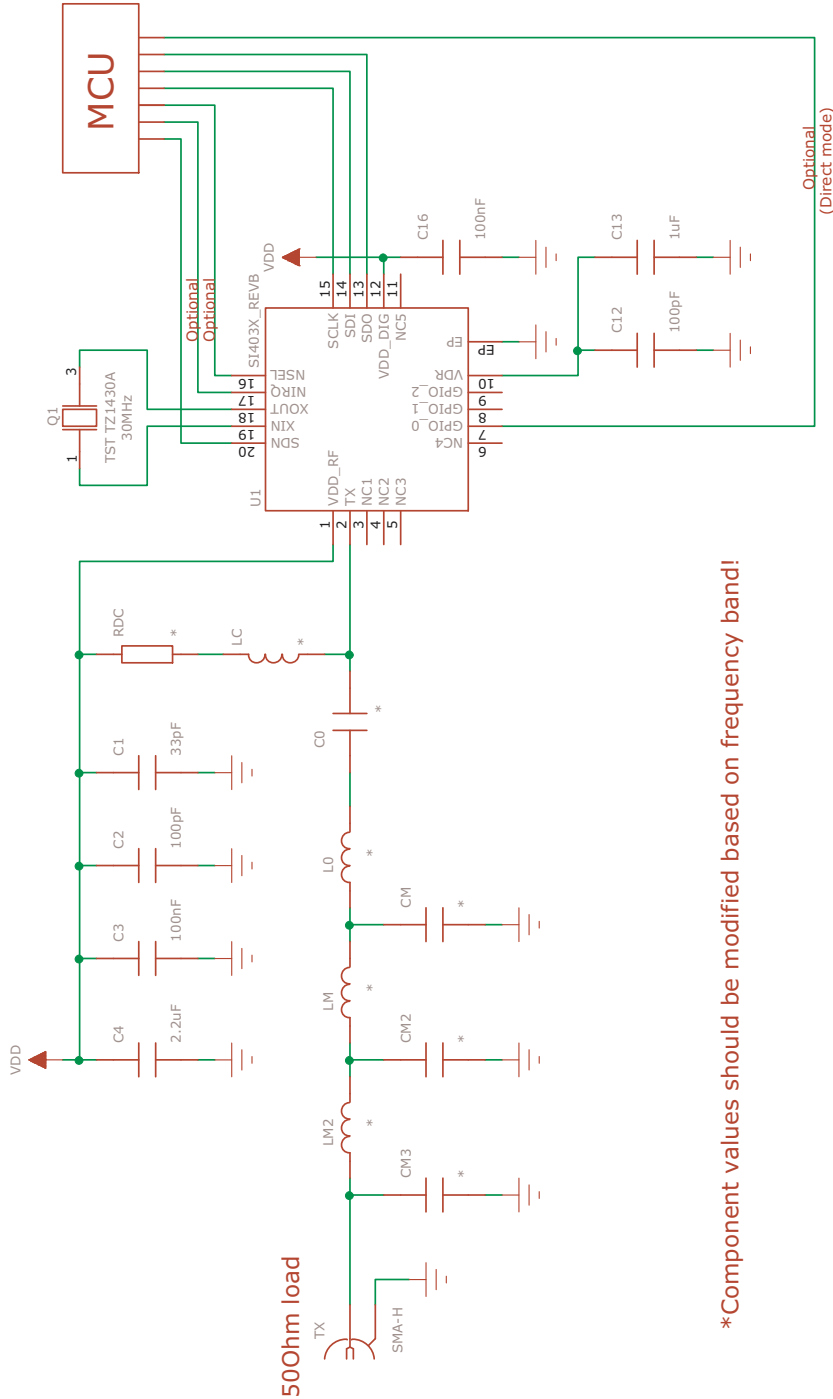 50Ohm load
TX
SMA-H
VDD
C4
2.2uF
C3
100nF
C2
100pF
C1
33pF
RDC
*
LC
*
C0
*
L0
*
CM
*
LM
*
CM2
*
LM2
*
CM3
*
Q1
1
3
TST TZ1430A
30MHz
U1
SI403X_REVB
1
VDD_RF
2
TX
3
NC1
4
NC2
5
NC3
20
SDN
19
XIN
18
XOUT
17
NIRQ
16
NSEL
SCLK
15
SDI
14
SDO
13
VDD_DIG
12
NC5
11
EP
EP
NC4
6
GPIO_0
7
GPIO_1
8
GPIO_2
9
VDR
10
Optional
Optional
MCU
VDD
C16
100nF
C12
100pF
C13
1uF
Optional
(Direct mode)
*Component values should be modified based on frequency band!